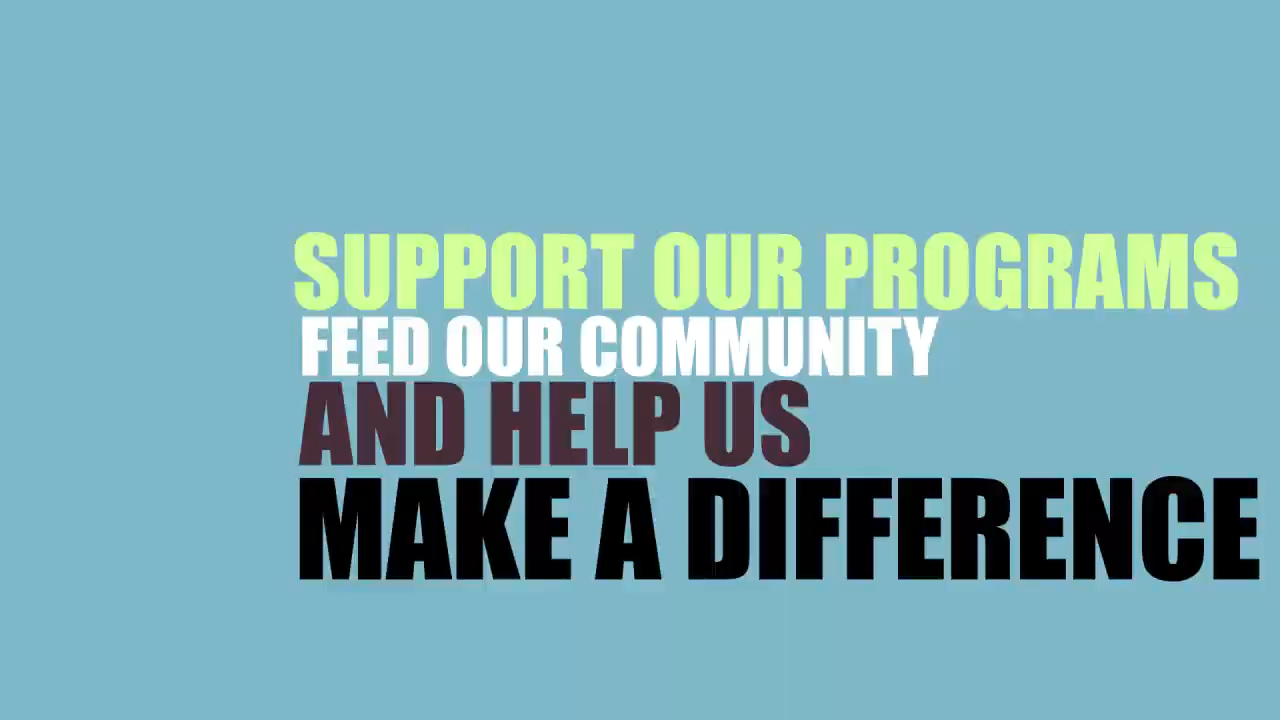 SUPPORT OUR PROGRAMS
FEED OUR COMMUNITY
AND HELP US
MAKE A DIFFERENCE